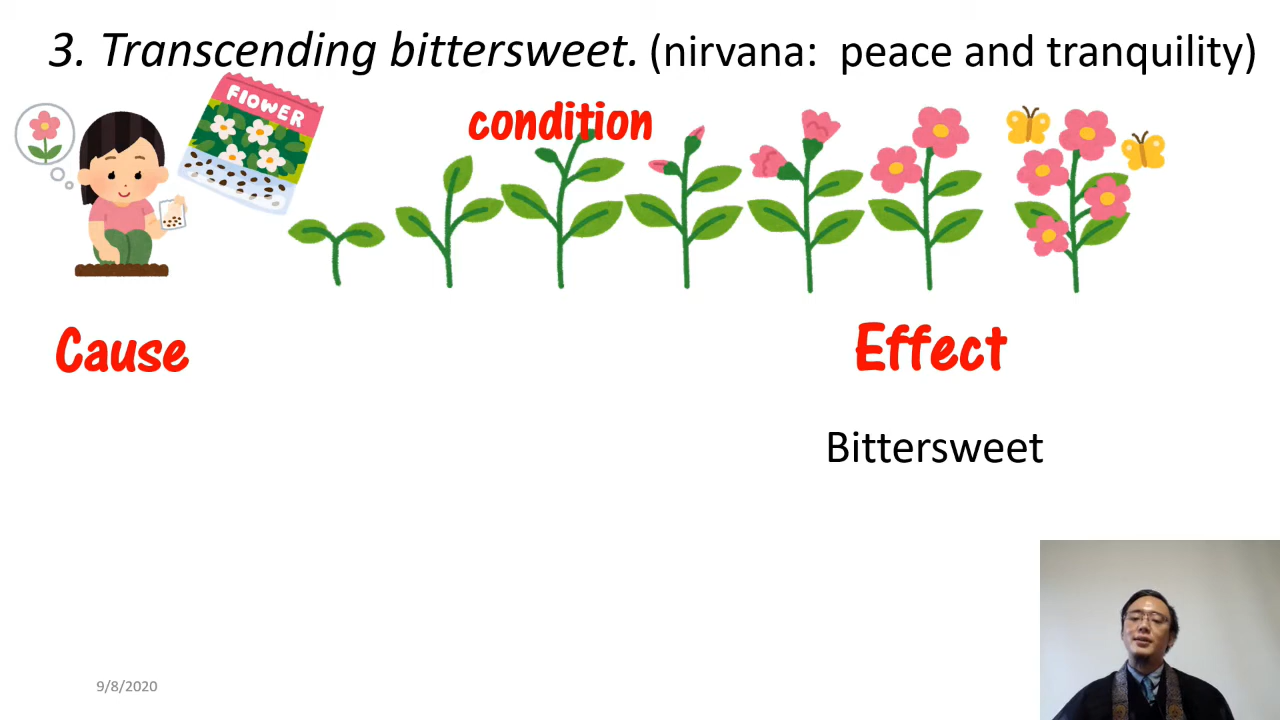 3. Transcending bittersweet. (nirvana: peace and tranquility)
FlOWER
condition
Cause
Effect
Bittersweet
9/8/2020